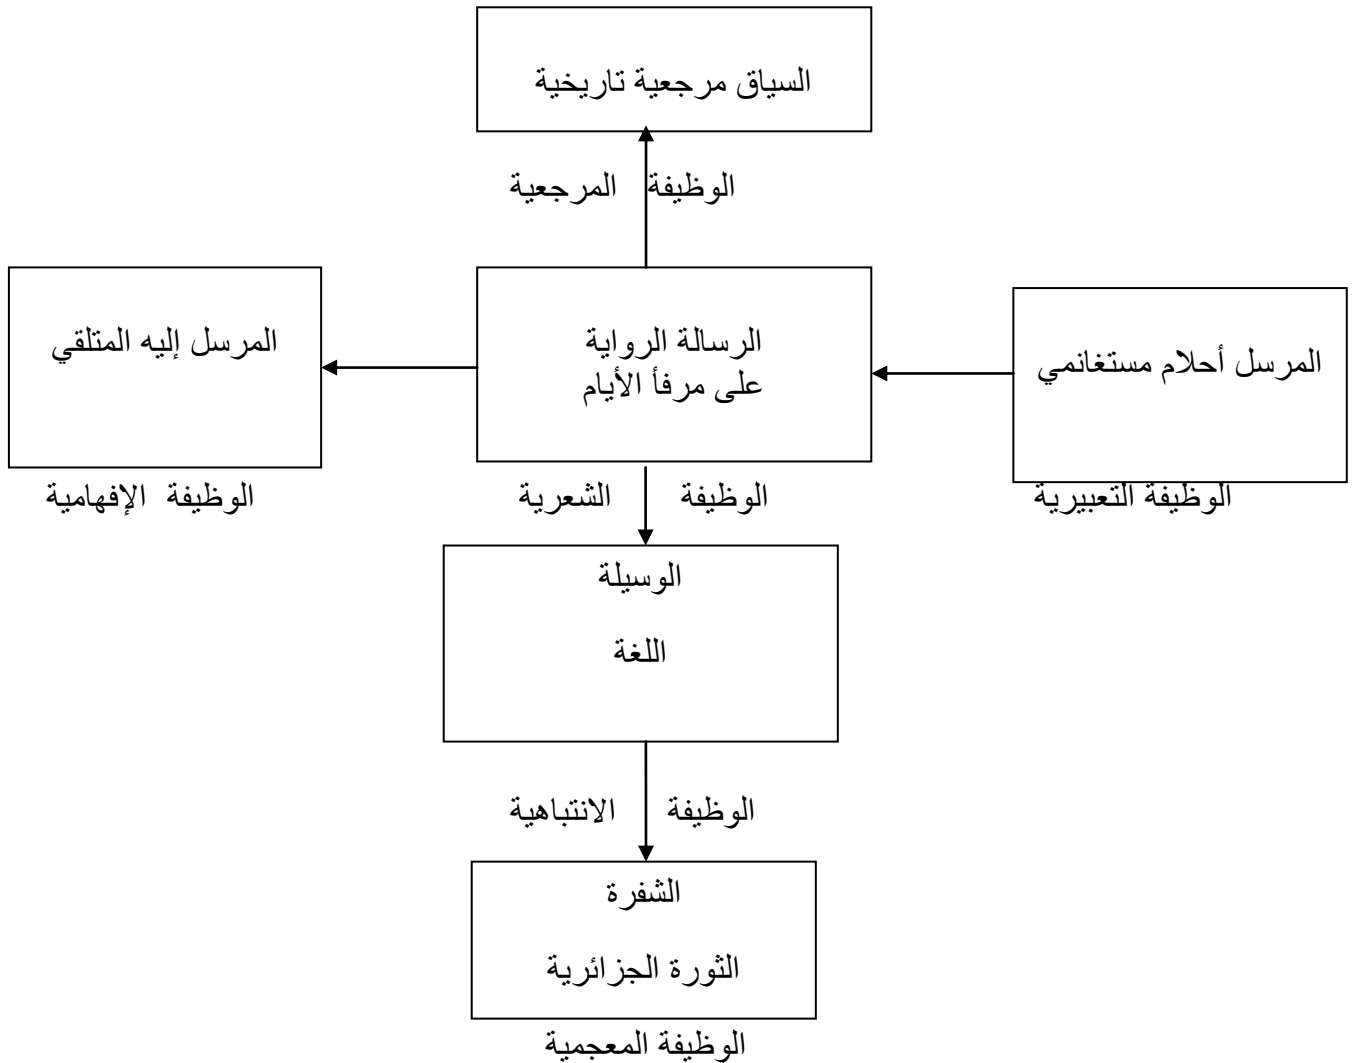 السياق مرجعية تاريخية
الوظيفة المرجعية
المرسل أحلام مستغانمي
الوظيفة التعبيرية
الرسالة الرواية
على مرفأ الأيام
المرسل إليه المتلقي
الوظيفة الإفهامية
الوظيفة الشعرية
الوسيلة
اللغة
الوظيفة الانتباهية
الشفرة
الثورة الجزائرية
الوظيفة المعجمية